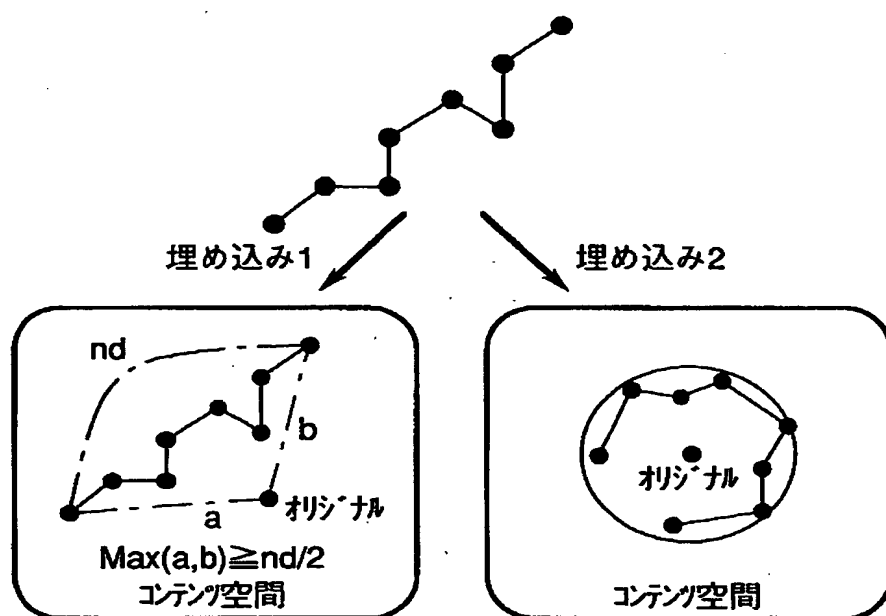 埋め込み1
埋め込み2
nd
b
a
オリジナル
Max(a,b)≧nd/2
コンテンツ空間
オリジナル
コンテンツ空間